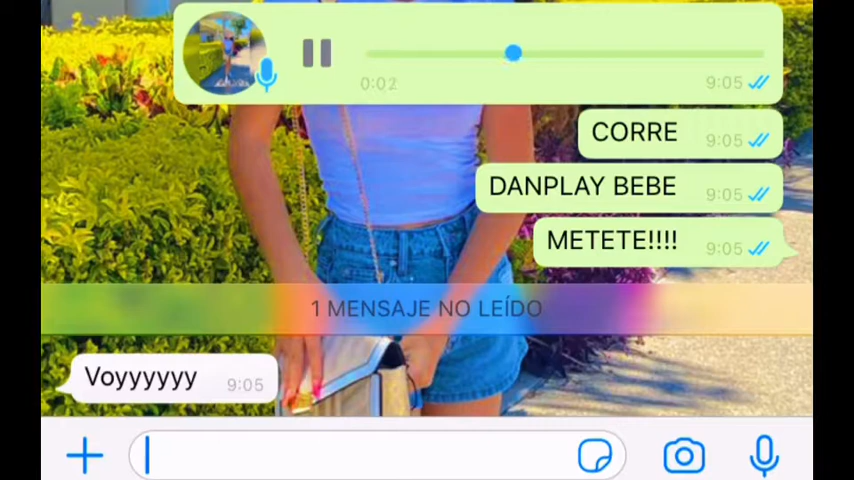 0:02
9:05
CORRE 9:05
DANPLAY BEBE 9:05
METETE!!!! 9:05
1 MENSAJE NO LEÍDO
Voyyyyyy 9:05